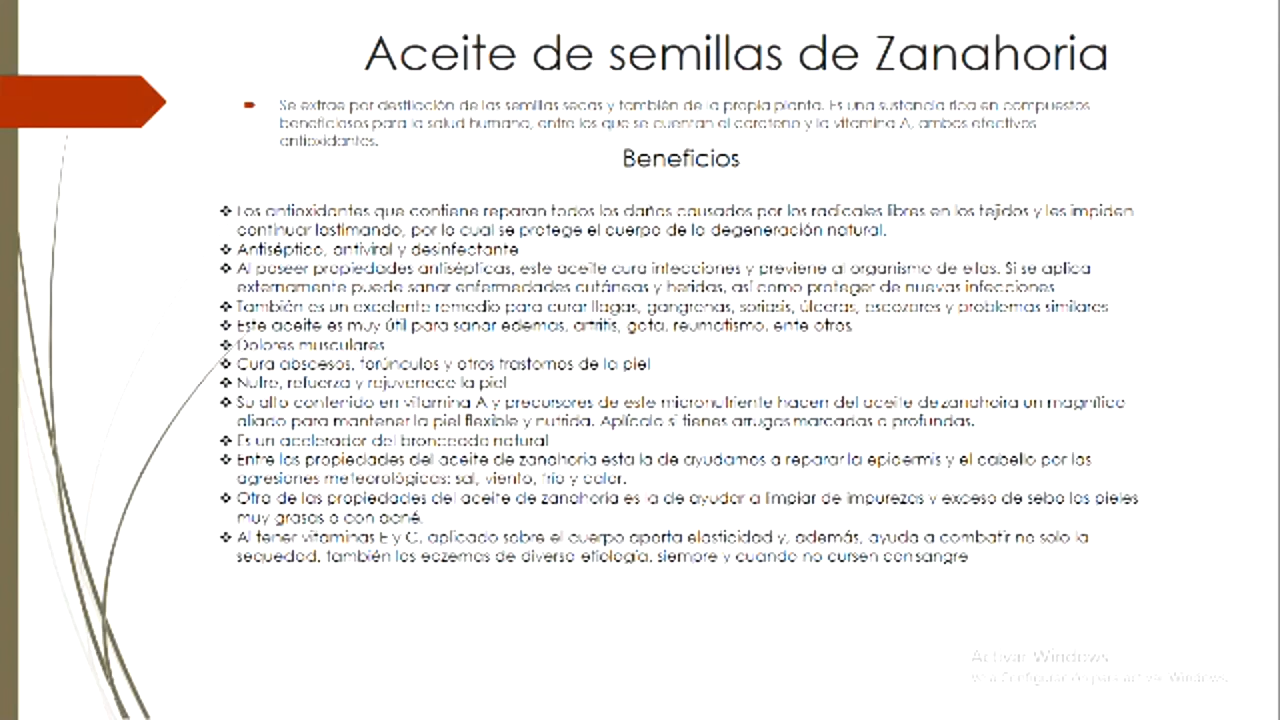 Aceite de semillas de Zanahoria
Se extrae por destilación de las semillas secas y también de la propia planta. Es una sustancia rica en compuestos
beneficiosos para la salud humana, entre los que se cuentan el caroteno y la vitamina A, ambos efectivos
antioxidantes.
Beneficios
Los antioxidantes que contiene reparan todos los daños causados por los radicales libres en los tejidos y les impiden
continuar lastimando, por lo cual se protege el cuerpo de la degeneración natural.
Antiséptico, antiviral y desinfectante
Al poseer propiedades antisépticas, este aceite cura infecciones y previene al organismo de ellas. Si se aplica
externamente puede sanar enfermedades cutáneas y heridas, así como proteger de nuevas infecciones
También es un excelente remedio para curar llagas, gangrenas, soriasis, úlceras, escozores y problemas similares
Este aceite es muy útil para sanar edemas, artritis, gota, reumatismo, ente otros
Dolores musculares
Cura abscesos, forúnculos y otros trastornos de la piel
Nutre, refuerza y rejuvenece la piel
Su alto contenido en vitamina A y precursores de este micronutriente hacen del aceite de zanahoira un magnífico
aliado para mantener la piel flexible y nutrida. Aplícalo si tienes arrugas marcadas o profundas.
Es un acelerador del bronceado natural
Entre las propiedades del aceite de zanahoria esta la de ayudarnos a reparar la epidermis y el cabello por las
agresiones meteorológicas: sal, viento, frío y calor.
Otra de las propiedades del aceite de zanahoria es la de ayudar a limpiar de impurezas y exceso de sebo las pieles
muy grasas o con acné.
Al tener vitaminas E y C, aplicado sobre el cuerpo aporta elasticidad y, además, ayuda a combatir no solo la
sequedad, también los eczemas de diversa etiología, siempre y cuando no cursen con sangre
Activar Windows
Ve a Configuración para activar Windows.